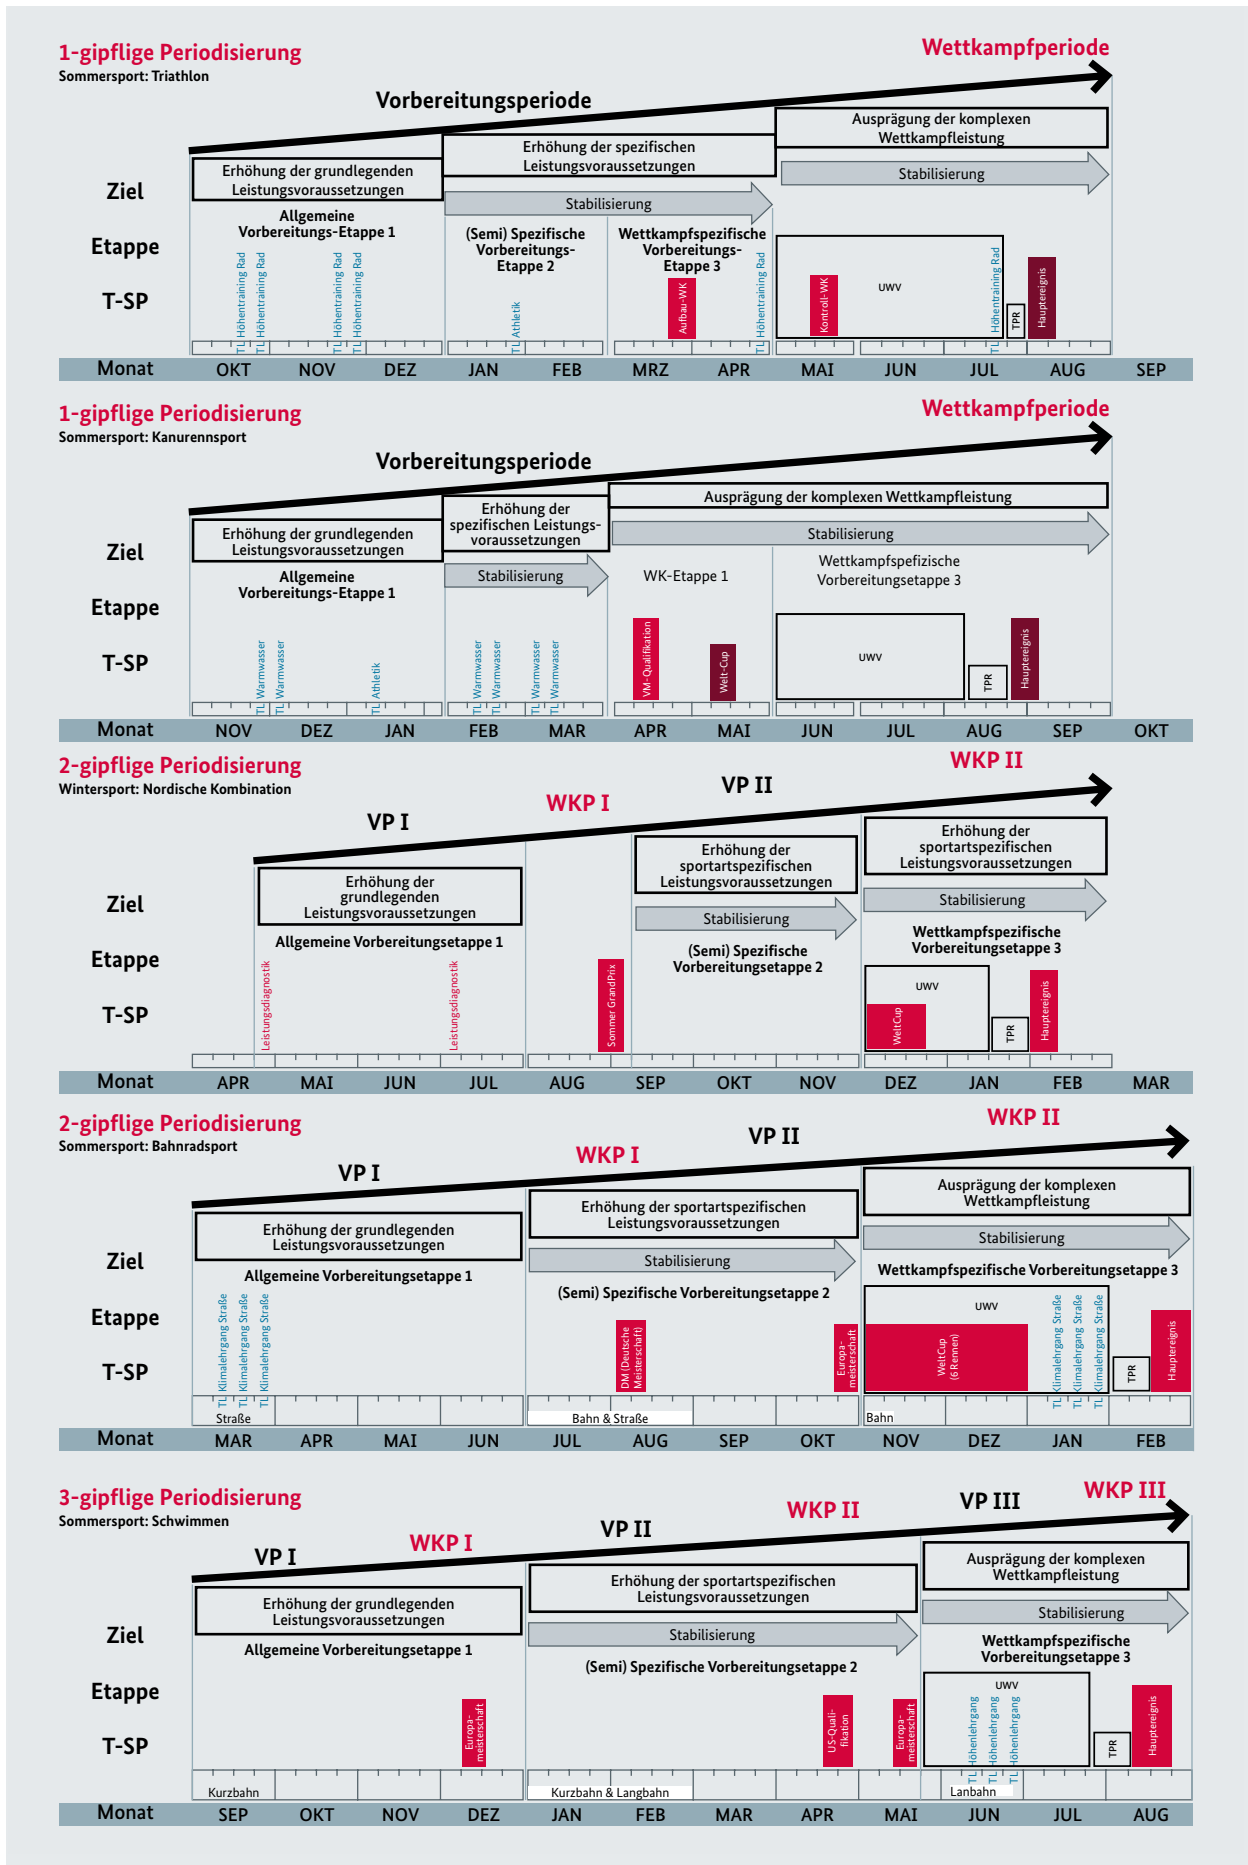 1-gipflige Periodisierung
Sommersport: Triathlon
Wettkampfperiode
Vorbereitungsperiode
Ausprägung der komplexen
Wettkampfleistung
Erhöhung der spezifischen
Leistungsvoraussetzungen
Erhöhung der grundlegenden
Leistungsvoraussetzungen
Stabilisierung
Stabilisierung
Ziel
Allgemeine
Vorbereitungs-Etappe 1
(Semi) Spezifische
Vorbereitungs-
Etappe 2
Wettkampfspezifische
Vorbereitungs-
Etappe 3
Etappe
T-SP
TL Höhentraining Rad
TL Höhentraining Rad
TL Höhentraining Rad
TL Höhentraining Rad
TL Athletik
Aufbau-WK
TL Höhentraining Rad
Kontroll-WK
UWV
TL Höhentraining Rad
TPR
Hauptereignis
Monat OKT NOV DEZ JAN FEB MRZ APR MAI JUN JUL AUG SEP
1-gipflige Periodisierung
Sommersport: Kanurennsport
Wettkampfperiode
Vorbereitungsperiode
Ausprägung der komplexen Wettkampfleistung
Erhöhung der
spezifischen Leistungs-
voraussetzungen
Erhöhung der grundlegenden
Leistungsvoraussetzungen
Stabilisierung
Stabilisierung
Ziel
Allgemeine
Vorbereitungs-Etappe 1
WK-Etappe 1
Wettkampfspefizische
Vorbereitungsetappe 3
Etappe
T-SP
TL Warmwasser
TL Warmwasser
TL Athletik
TL Warmwasser
TL Warmwasser
TL Warmwasser
TL Warmwasser
VM-Qualifikation
Welt-Cup
UWV
TPR
Hauptereignis
Monat NOV DEZ JAN FEB MAR APR MAI JUN JUL AUG SEP OKT
2-gipflige Periodisierung
Wintersport: Nordische Kombination
VP I
WKP I
VP II
WKP II
Erhöhung der
grundlegenden
Leistungsvoraussetzungen
Erhöhung der
sportartspezifischen
Leistungsvoraussetzungen
Erhöhung der
sportartspezifischen
Leistungsvoraussetzungen
Stabilisierung
Stabilisierung
Ziel
Allgemeine Vorbereitungsetappe 1
(Semi) Spezifische
Vorbereitungsetappe 2
Wettkampfspezifische
Vorbereitungsetappe 3
Etappe
T-SP
Leistungsdiagnostik
Leistungsdiagnostik
Sommer GrandPrix
UWV
WeltCup
TPR
Hauptereignis
Monat APR MAI JUN JUL AUG SEP OKT NOV DEZ JAN FEB MAR
2-gipflige Periodisierung
Sommersport: Bahnradsport
VP I
WKP I
VP II
WKP II
Erhöhung der grundlegenden
Leistungsvoraussetzungen
Erhöhung der sportartspezifischen
Leistungsvoraussetzungen
Ausprägung der komplexen
Wettkampfleistung
Stabilisierung
Stabilisierung
Ziel
Allgemeine Vorbereitungsetappe 1
(Semi) Spezifische Vorbereitungsetappe 2
Wettkampfspezifische Vorbereitungsetappe 3
Etappe
T-SP
TL Klimalehrgang Straße
TL Klimalehrgang Straße
TL Klimalehrgang Straße
DM (Deutsche
Meisterschaft)
Europa-
meisterschaft
UWV
WeltCup
(6 Rennen)
TL Klimalehrgang Straße
TL Klimalehrgang Straße
TL Klimalehrgang Straße
TPR
Hauptereignis
Straße
Bahn & Straße
Bahn
Monat MAR APR MAI JUN JUL AUG SEP OKT NOV DEZ JAN FEB
3-gipflige Periodisierung
Sommersport: Schwimmen
VP I
WKP I
VP II
WKP II
VP III
WKP III
Erhöhung der grundlegenden
Leistungsvoraussetzungen
Erhöhung der sportartspezifischen
Leistungsvoraussetzungen
Ausprägung der komplexen
Wettkampfleistung
Stabilisierung
Stabilisierung
Ziel
Allgemeine Vorbereitungsetappe 1
(Semi) Spezifische Vorbereitungsetappe 2
Wettkampfspezifische
Vorbereitungsetappe 3
Etappe
T-SP
Europa-
meisterschaft
US-Quali-
fikation
Europa-
meisterschaft
UWV
TL Höhenlehrgang
TL Höhenlehrgang
TL Höhenlehrgang
TPR
Hauptereignis
Kurzbahn
Kurzbahn & Langbahn
Lanbahn
Monat SEP OKT NOV DEZ JAN FEB MAR APR MAI JUN JUL AUG